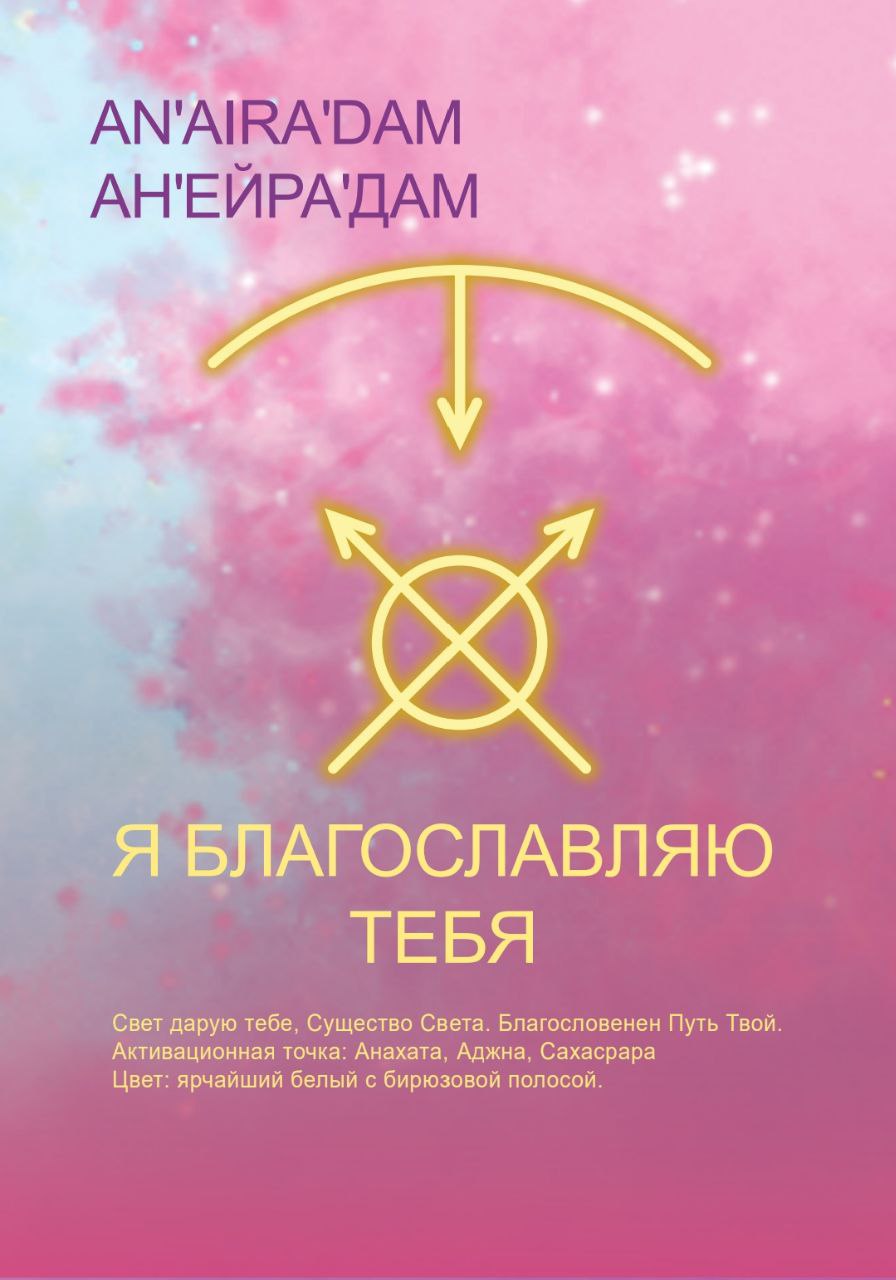 AN'AIRA'DAM
АН'ЕЙРА'ДАМ
Я БЛАГОСЛАВЛЯЮ
ТЕБЯ
Свет дарую тебе, Существо Света. Благословенен Путь Твой.
Активационная точка: Анахата, Аджна, Сахасрара
Цвет: ярчайший белый с бирюзовой полосой.